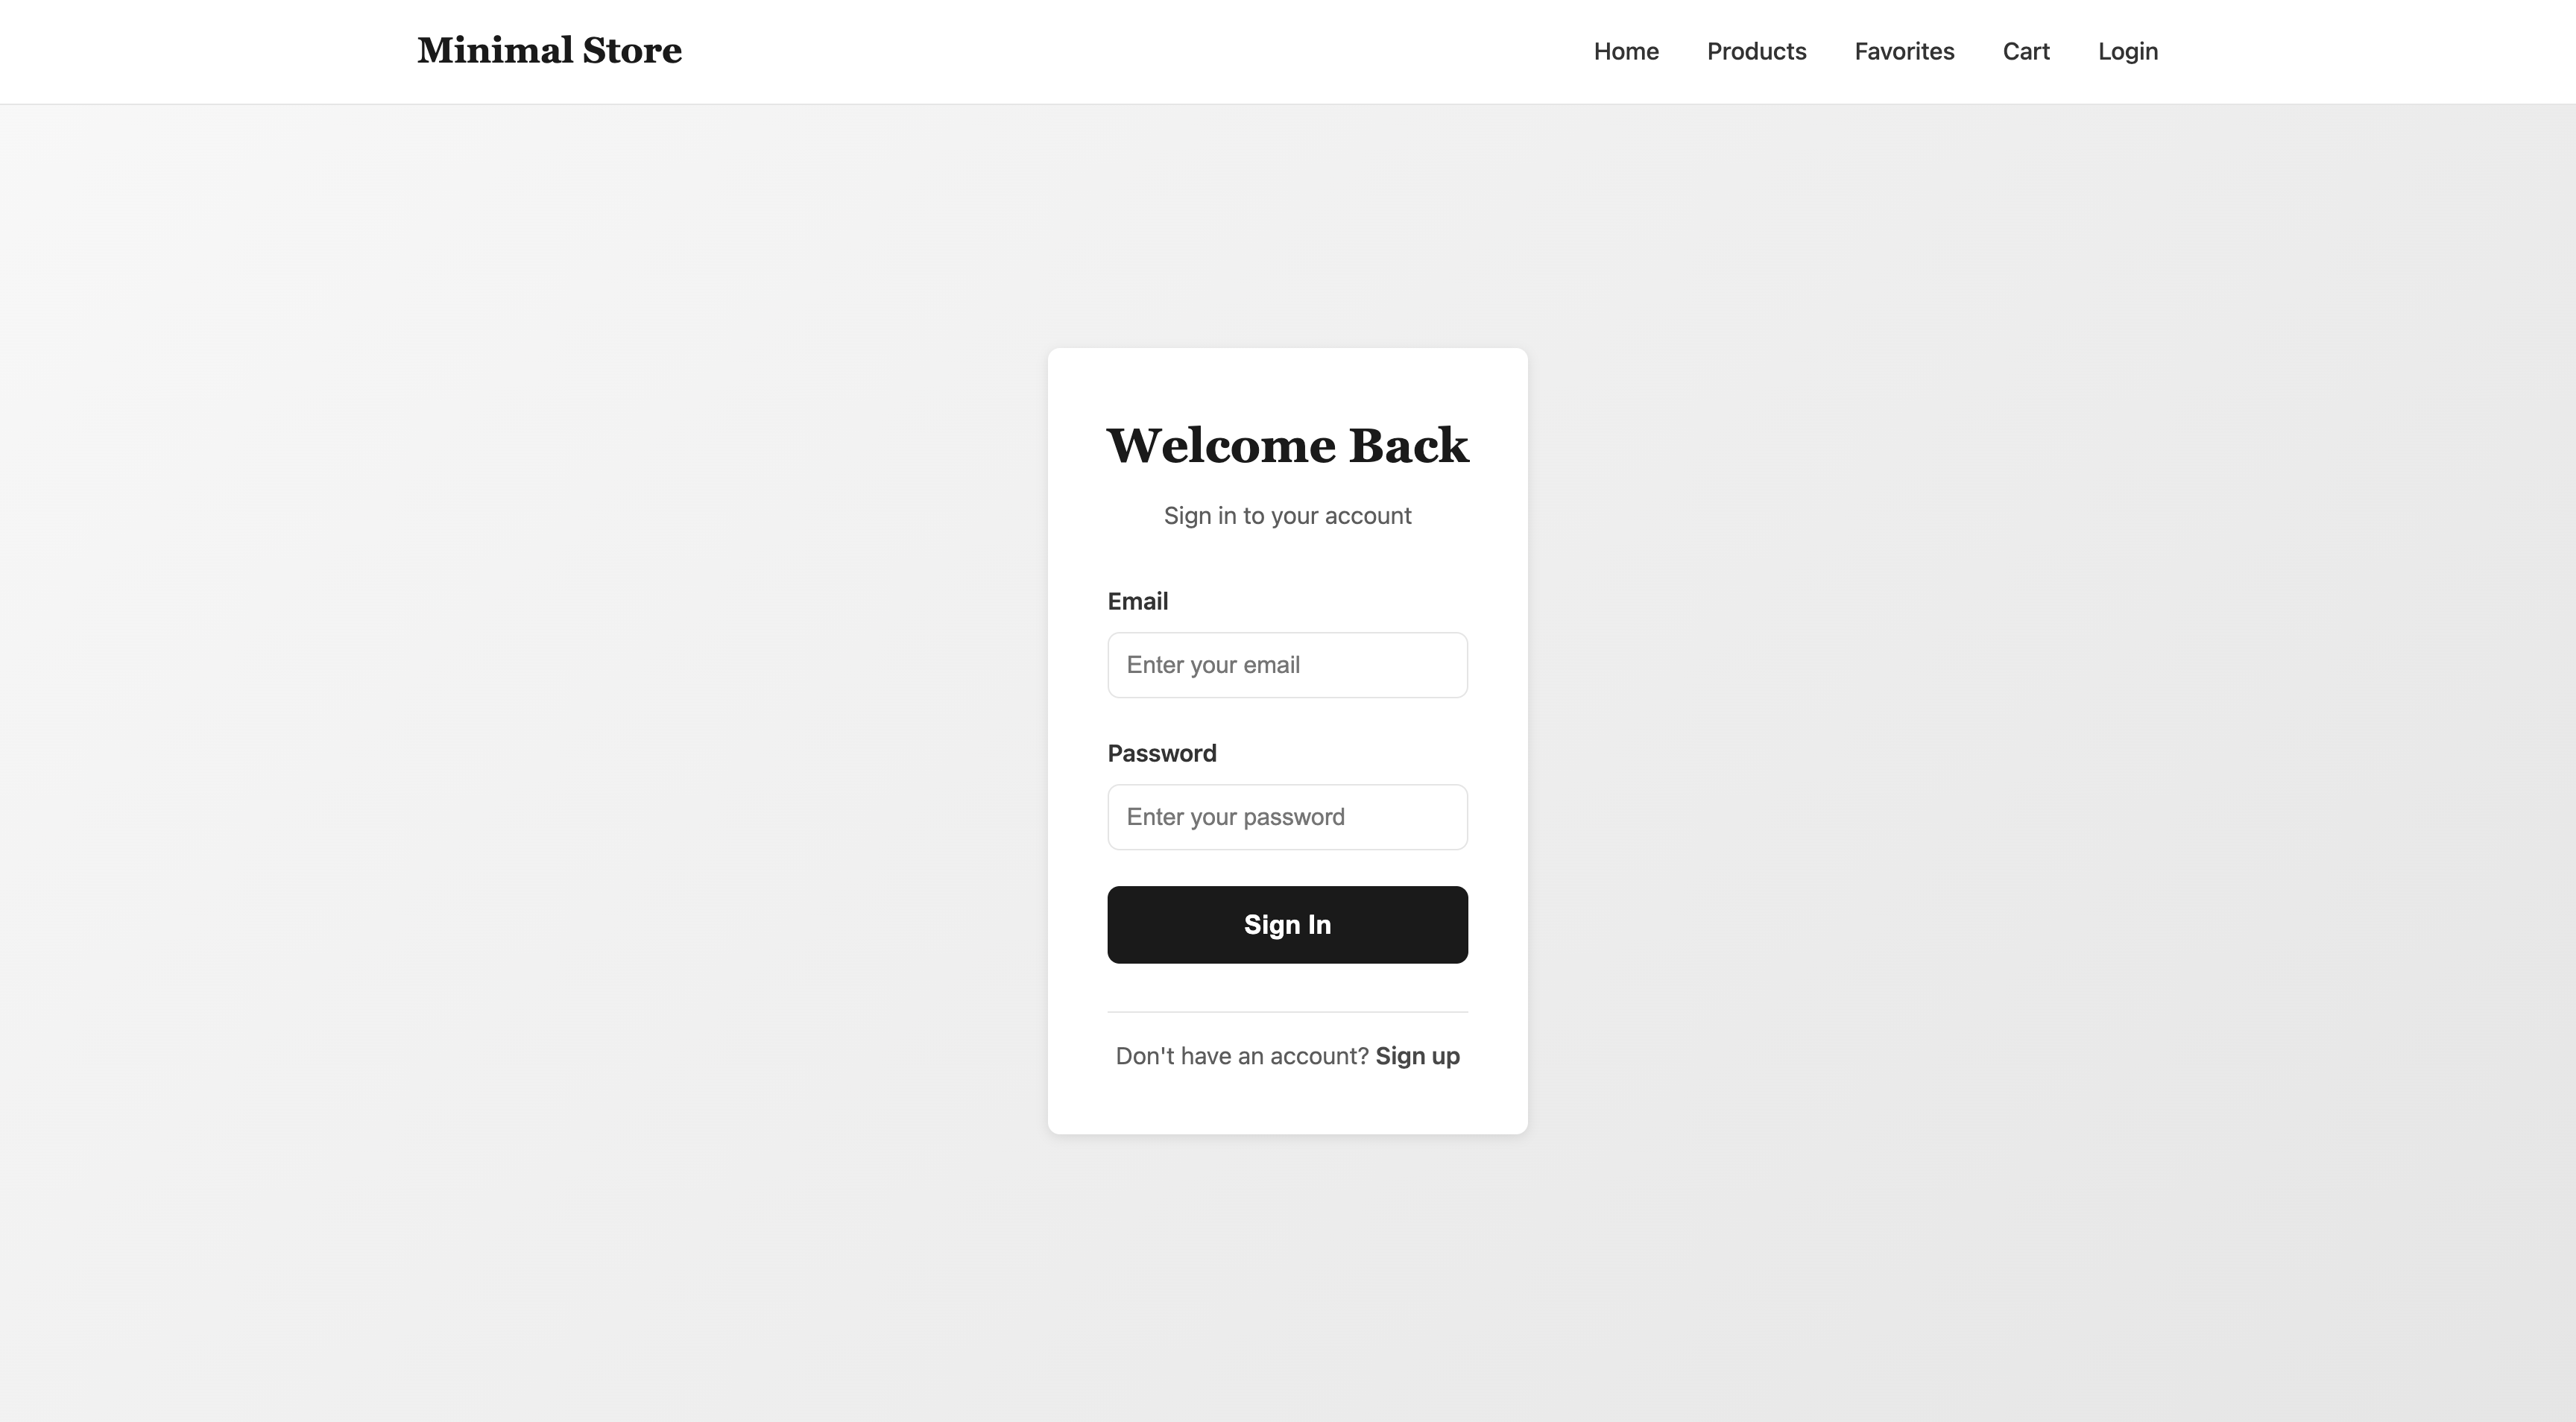 Minimal Store
Home Products Favorites Cart Login
Welcome Back
Sign in to your account
Email
Enter your email
Password
Enter your password
Sign In
Don't have an account? Sign up